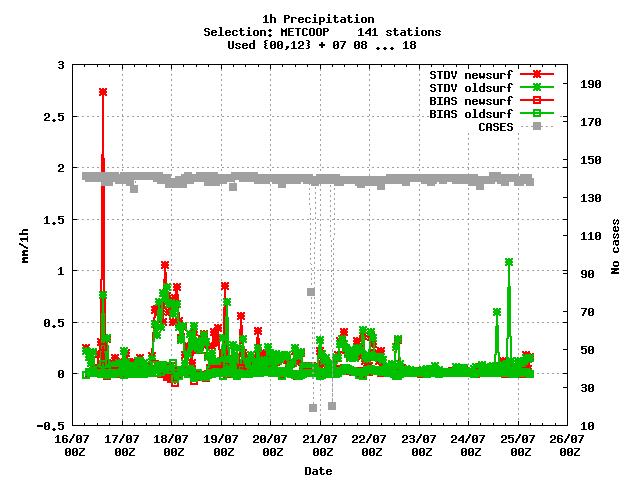 1h Precipitation
Selection: METCOOP    141 stations
Used {00,12} + 07 08 ... 18
STDV newsurf
STDV oldsurf
BIAS newsurf
BIAS oldsurf
CASES
3
2.5
2
1.5
1
0.5
0
-0.5
mm/1h
190
170
150
130
110
90
70
50
30
10
No cases
16/07 17/07 18/07 19/07 20/07 21/07 22/07 23/07 24/07 25/07 26/07
00Z 00Z 00Z 00Z 00Z 00Z 00Z 00Z 00Z 00Z 00Z
Date